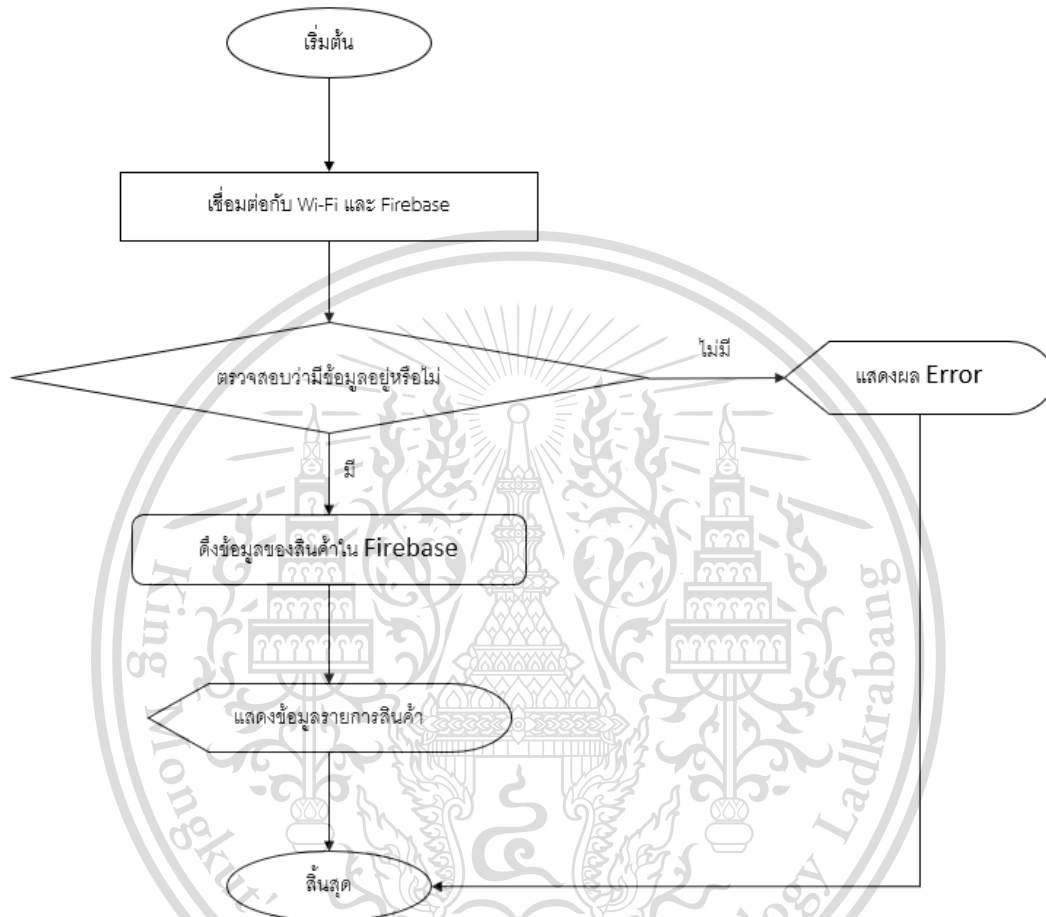 เริ่มต้น
เชื่อมต่อกับ Wi-Fi และ Firebase
ตรวจสอบว่ามีข้อมูลอยู่หรือไม่
ไม่มี
แสดงผล Error
มี
ดึงข้อมูลของสินค้าใน Firebase
แสดงข้อมูลรายการสินค้า
สิ้นสุด
King Mongkut's
ology Ladkrabang